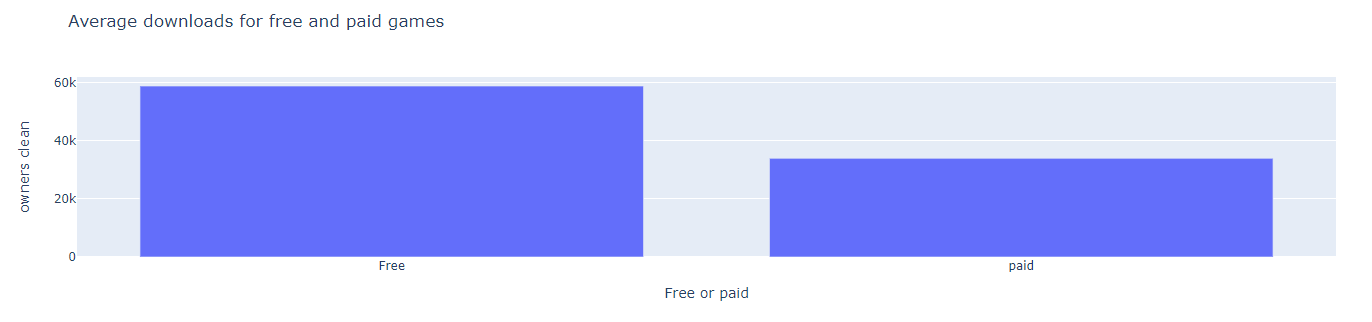 Average downloads for free and paid games
60k
40k
20k
0
owners clean
Free
paid
Free or paid